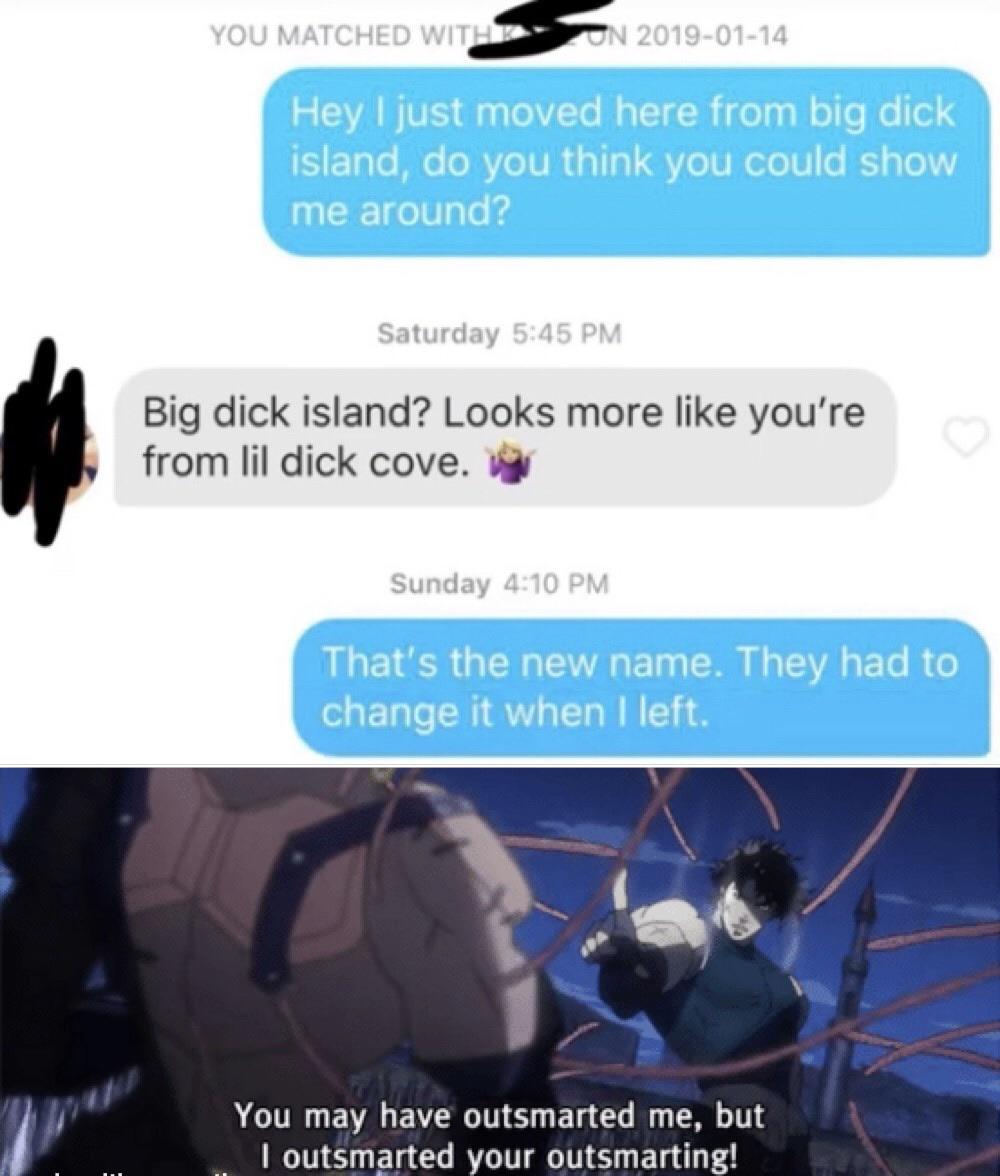 YOU MATCHED WITH ON 2019-01-14
Hey I just moved here from big dick
island, do you think you could show
me around?
Saturday 5:45 PM
Big dick island? Looks more like you're
from lil dick cove. 🤷🏼‍♀️
Sunday 4:10 PM
That's the new name. They had to
change it when I left.
You may have outsmarted me, but
I outsmarted your outsmarting!